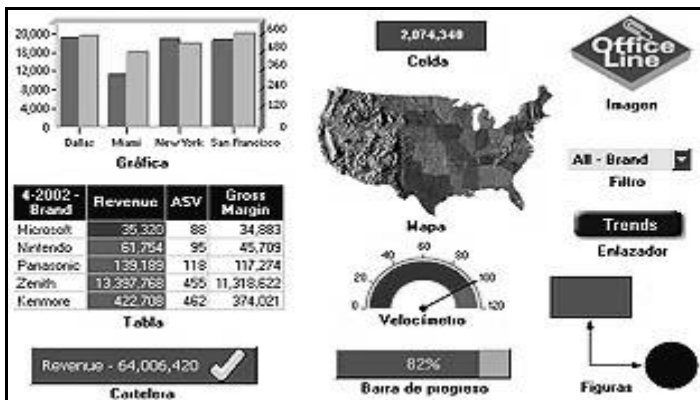 20,000
16,000
12,000
8,000
4,000
0
600
480
360
240
120
0
Dallas Miami New York San Francisco
Gráfica
2,074,348
Celda
Office
Line
Imagen
All - Brand
Filtro
Trends
Enlazador
Mapa
4-2002 - Brand Revenue ASV Gross Margin
Microsoft 35,320 88 34,883
Nintendo 61,754 95 45,709
Panasonic 139,189 118 117,274
Zenith 13,397,768 455 11,318,622
Kenmore 422,708 462 374,021
Tabla
0 20 40 60 80 100 120
Velocímetro
Revenue - 64,006,420
Cartelera
82%
Barra de progreso
Figuras